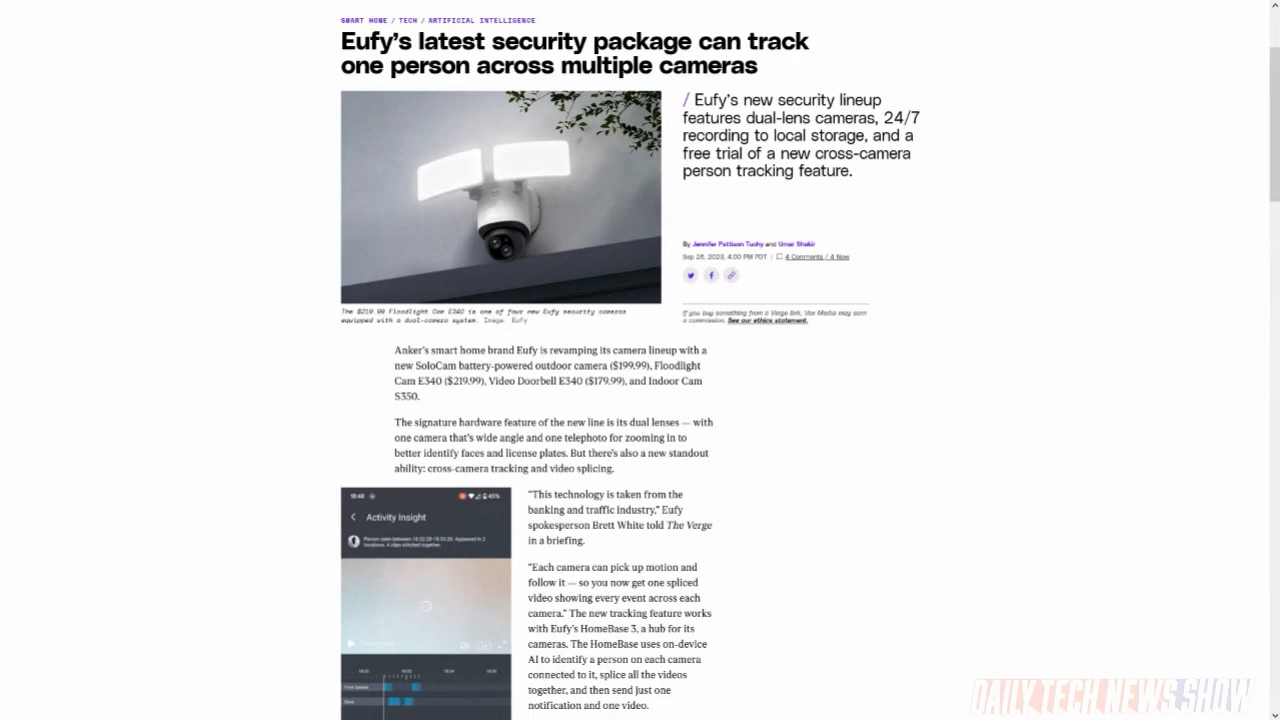 SMART HOME / TECH / ARTIFICIAL INTELLIGENCE
Eufy's latest security package can track
one person across multiple cameras
/ Eufy's new security lineup
features dual-lens cameras, 24/7
recording to local storage, and a
free trial of a new cross-camera
person tracking feature.
By Jennifer Pattison Tuohy and Umar Shakir
Sep 26, 2023, 4:00 PM PDT | 4 Comments / 4 New
The $219.99 Floodlight Cam E340 is one of four new Eufy security cameras
equipped with a dual-camera system. Image: Eufy
If you buy something from a Verge link, Vox Media may earn
a commission. See our ethics statement.
Anker's smart home brand Eufy is revamping its camera lineup with a
new SoloCam battery-powered outdoor camera ($199.99), Floodlight
Cam E340 ($219.99), Video Doorbell E340 ($179.99), and Indoor Cam
S350.
The signature hardware feature of the new line is its dual lenses — with
one camera that's wide angle and one telephoto for zooming in to
better identify faces and license plates. But there's also a new standout
ability: cross-camera tracking and video splicing.
Activity Insight
locations, 4 clips stitched together.
"This technology is taken from the
banking and traffic industry," Eufy
spokesperson Brett White told The Verge
in a briefing.
"Each camera can pick up motion and
follow it — so you now get one spliced
video showing every event across each
camera." The new tracking feature works
with Eufy's HomeBase 3, a hub for its
cameras. The HomeBase uses on-device
AI to identify a person on each camera
connected to it, splice all the videos
together, and then send just one
notification and one video.
DAILY TECH NEWS SHOW